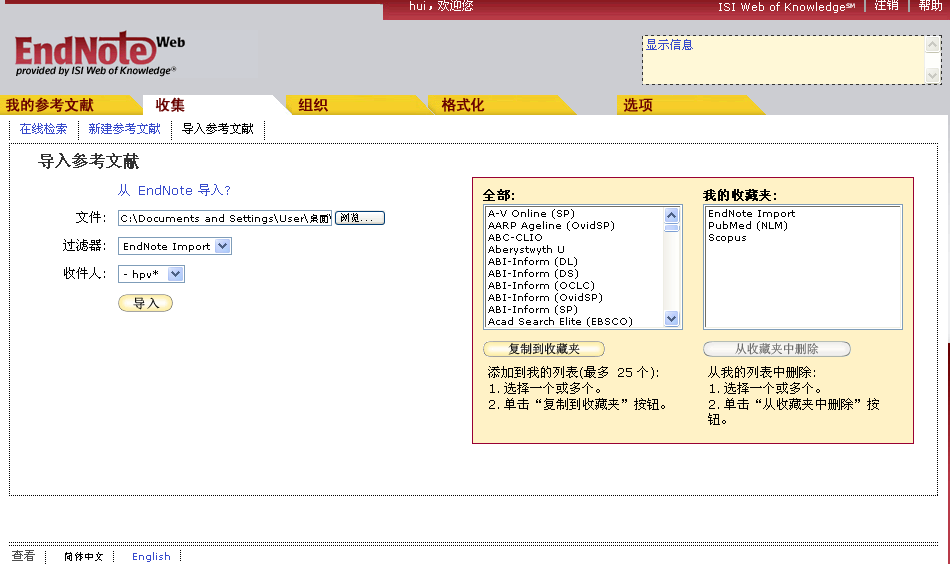 hui，欢迎您
ISI Web of Knowledge℠ | 注销 | 帮助
EndNote Web
provided by ISI Web of Knowledge®
显示信息
我的参考文献 收集 组织 格式化 选项
在线检索 新建参考文献 导入参考文献
导入参考文献
从 EndNote 导入?
文件: C:\Documents and Settings\User\桌面\ 浏览...
过滤器: EndNote Import
收件人: - hpv*
导入
全部:
A-V Online (SP)
AARP Ageline (OvidSP)
ABC-CLIO
Aberystwyth U
ABI-Inform (DL)
ABI-Inform (DS)
ABI-Inform (OCLC)
ABI-Inform (OvidSP)
ABI-Inform (SP)
Acad Search Elite (EBSCO)
复制到收藏夹
添加到我的列表(最多 25 个):
1. 选择一个或多个。
2. 单击“复制到收藏夹”按钮。
我的收藏夹:
EndNote Import
PubMed (NLM)
Scopus
从收藏夹中删除
从我的列表中删除:
1. 选择一个或多个。
2. 单击“从收藏夹中删除”按
钮。
查看 简体中文 English